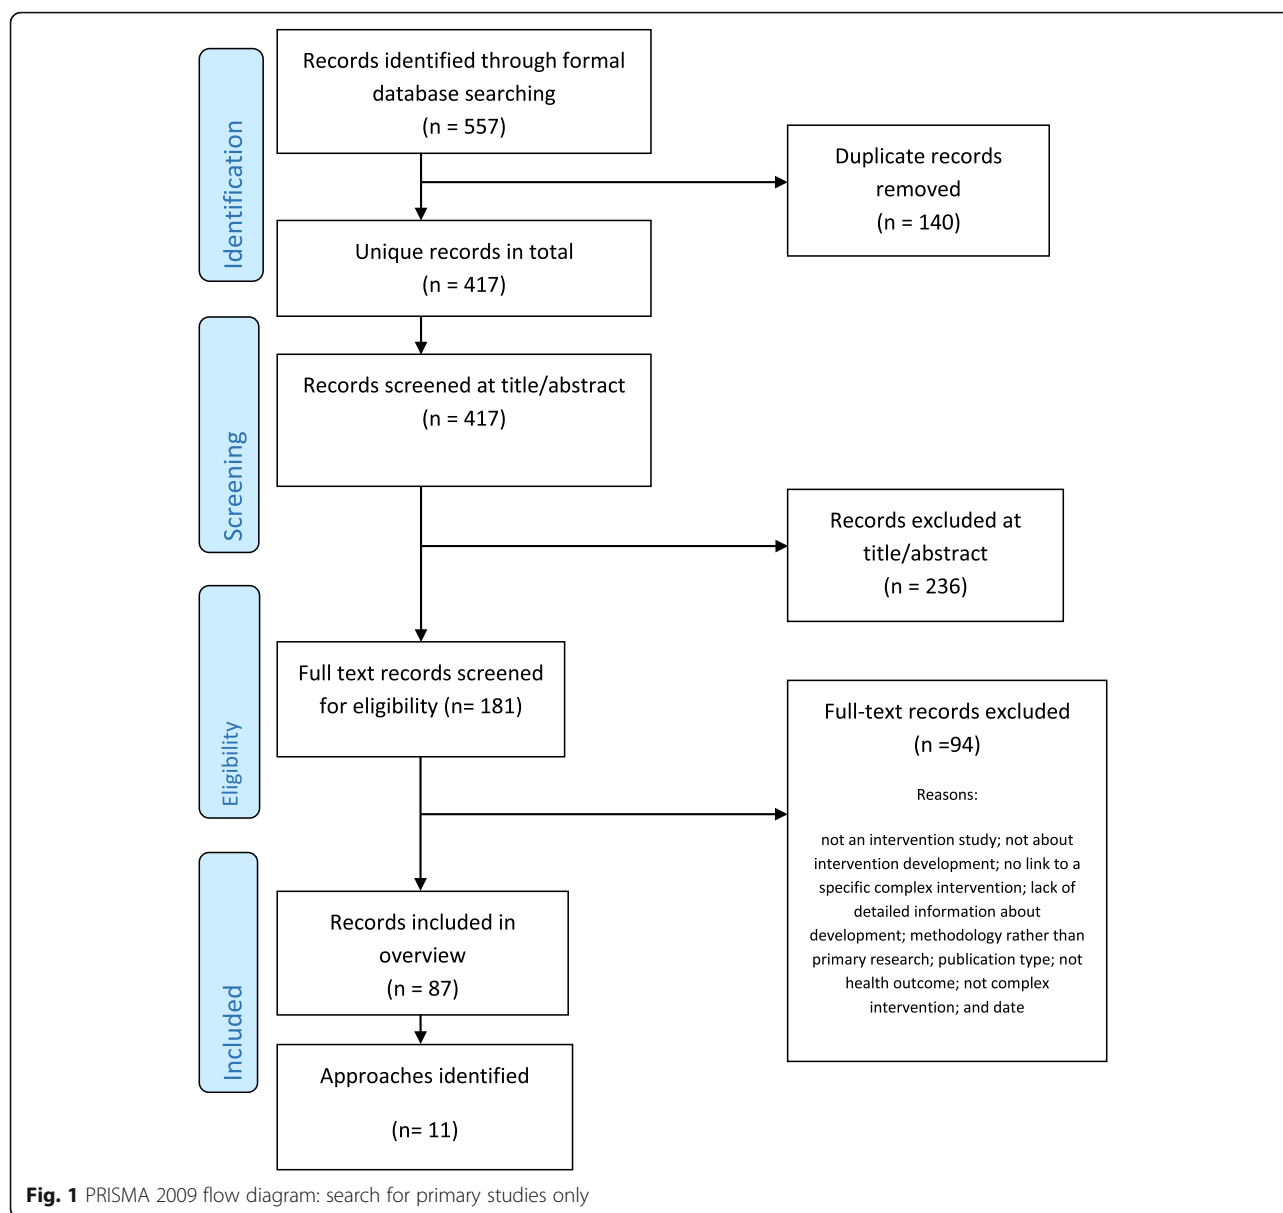 Identification
Records identified through formal
database searching
(n = 557)
Duplicate records
removed
(n = 140)
Unique records in total
(n = 417)
Screening
Records screened at title/abstract
(n = 417)
Records excluded at
title/abstract
(n = 236)
Eligibility
Full text records screened
for eligibility (n= 181)
Full-text records excluded
(n =94)
Reasons:
not an intervention study; not about
intervention development; no link to a
specific complex intervention; lack of
detailed information about
development; methodology rather than
primary research; publication type; not
health outcome; not complex
intervention; and date
Included
Records included in
overview
(n = 87)
Approaches identified
(n= 11)
Fig. 1 PRISMA 2009 flow diagram: search for primary studies only